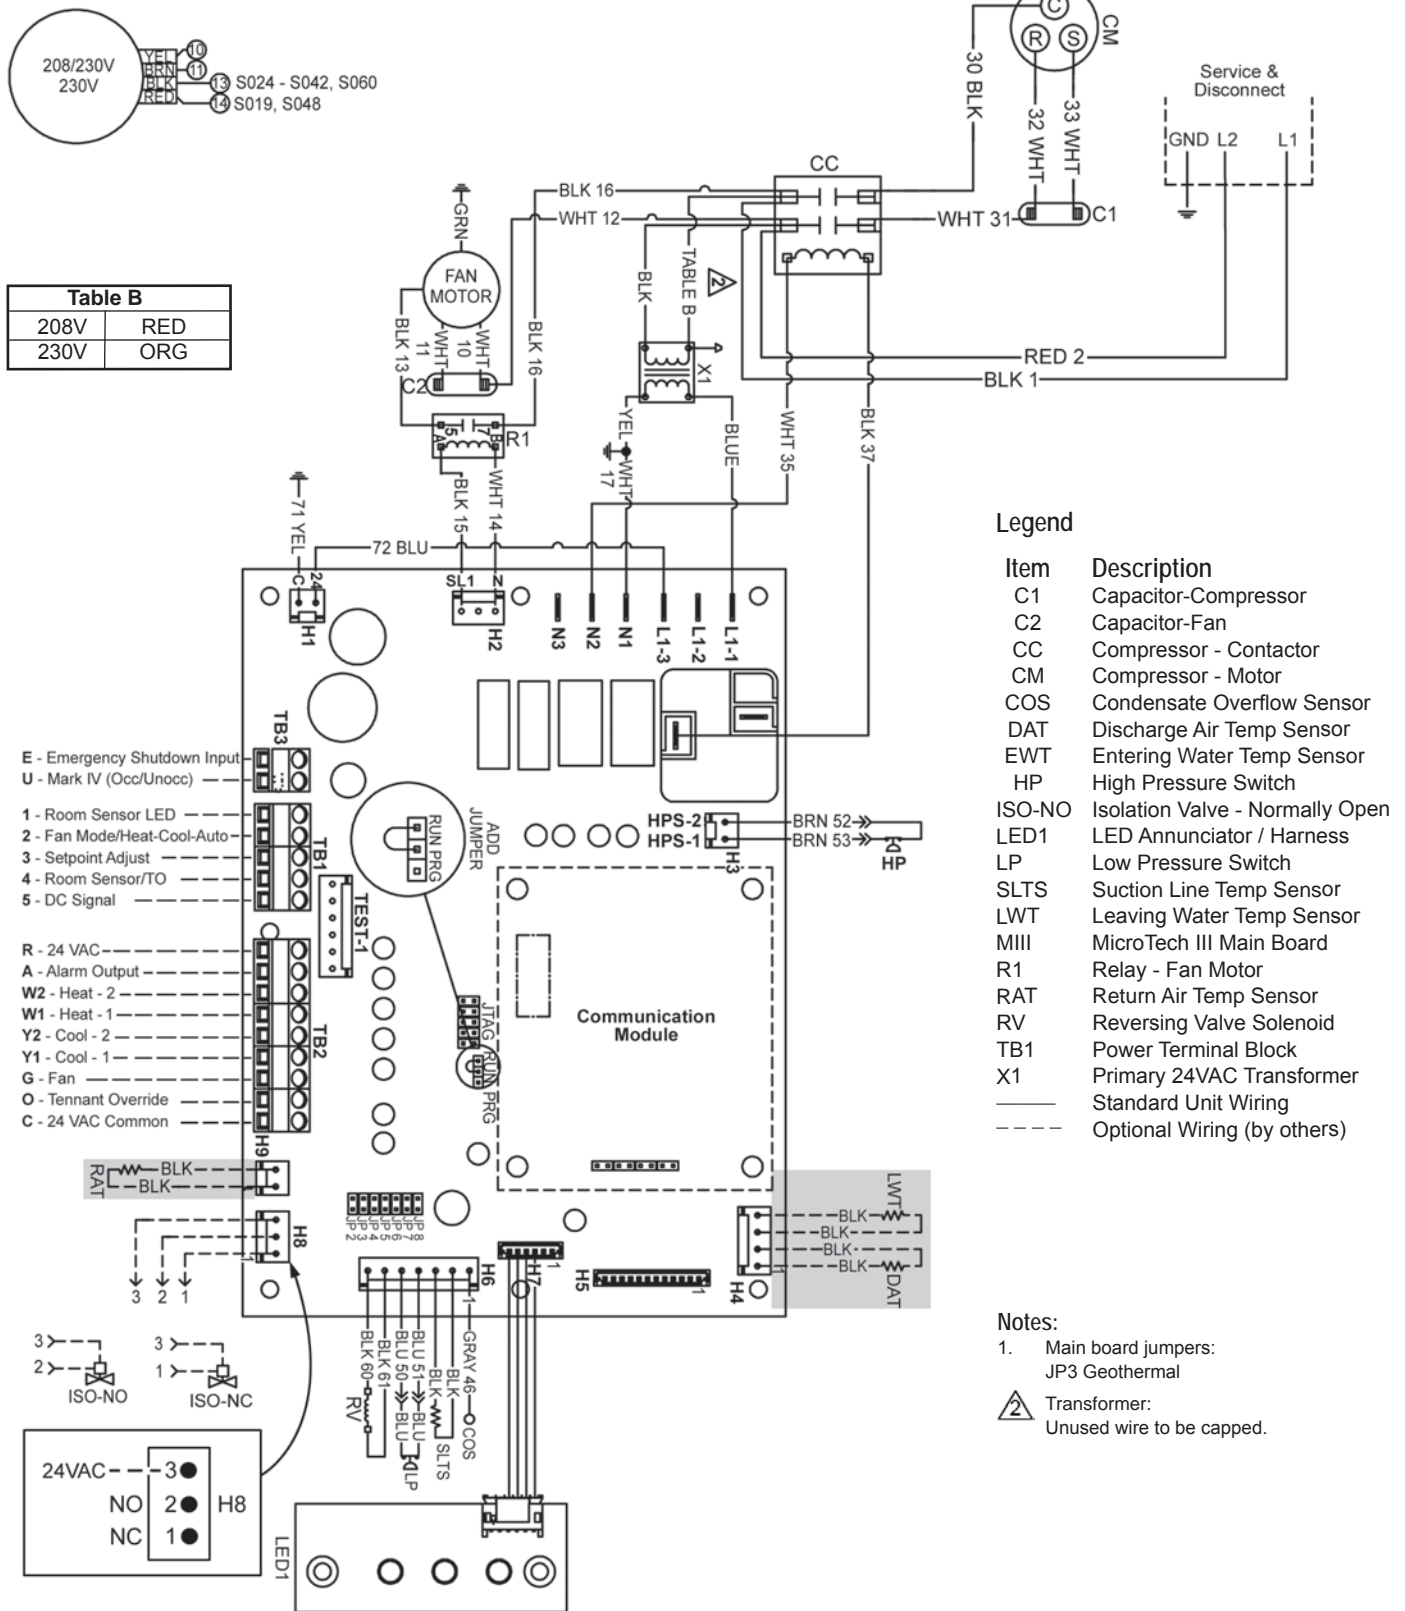 208/230V
230V
YEL 10
BRN 11
BLK 13 S024 - S042, S060
RED 14 S019, S048
Table B
208V RED
230V ORG
C
R S
CM
30 BLK
32 WHT
33 WHT
Service &
Disconnect
GND L2 L1
CC
BLK 16
WHT 12
WHT 31
C1
GRN
FAN
MOTOR
BLK 13
WHT 11
WHT 10
C2
BLK 16
BLK
TABLE B
2
X1
RED 2
BLK 1
5 7
A B
R1
YEL
WHT 17
BLUE
WHT 35
BLK 37
BLK 15
WHT 14
71 YEL
72 BLU
C 24
H1
SL1 N
H2
N3
N2
N1
L1-3
L1-2
L1-1
TB3
E - Emergency Shutdown Input
U - Mark IV (Occ/Unocc)
1 - Room Sensor LED
2 - Fan Mode/Heat-Cool-Auto
3 - Setpoint Adjust
4 - Room Sensor/TO
5 - DC Signal
TB1
TEST-1
RUN PRG
ADD
JUMPER
HPS-2
HPS-1
H3
BRN 52
BRN 53
HP
R - 24 VAC
A - Alarm Output
W2 - Heat - 2
W1 - Heat - 1
Y2 - Cool - 2
Y1 - Cool - 1
G - Fan
O - Tennant Override
C - 24 VAC Common
TB2
JTAG
RUN PRG
Communication
Module
H9
RAT
BLK
BLK
1
H8
1
3 2 1
JP2
JP3
JP4
JP5
JP6
JP7
JP8
H6
1
H7
1
H5
1
H4
1
LWT
BLK
BLK
BLK
BLK
DAT
BLK 60
BLK 61
RV
BLU 50
BLU 51
BLU
BLU
LP
BLK
BLK
SLTS
GRAY 46
COS
3
2
ISO-NO
3
1
ISO-NC
24VAC 3
NO 2 H8
NC 1
LED1
Legend
Item Description
C1 Capacitor-Compressor
C2 Capacitor-Fan
CC Compressor - Contactor
CM Compressor - Motor
COS Condensate Overflow Sensor
DAT Discharge Air Temp Sensor
EWT Entering Water Temp Sensor
HP High Pressure Switch
ISO-NO Isolation Valve - Normally Open
LED1 LED Annunciator / Harness
LP Low Pressure Switch
SLTS Suction Line Temp Sensor
LWT Leaving Water Temp Sensor
MIII MicroTech III Main Board
R1 Relay - Fan Motor
RAT Return Air Temp Sensor
RV Reversing Valve Solenoid
TB1 Power Terminal Block
X1 Primary 24VAC Transformer
Standard Unit Wiring
Optional Wiring (by others)
Notes:
1. Main board jumpers:
JP3 Geothermal
2 Transformer:
Unused wire to be capped.